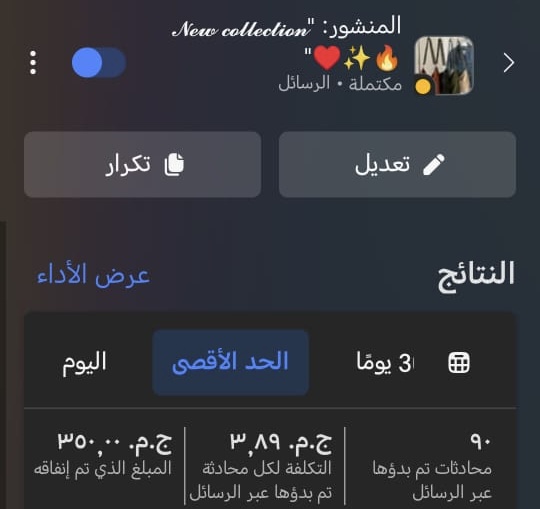 المنشور: "𝓝𝓮𝔀 𝓬𝓸𝓵𝓵𝓮𝓬𝓽𝓲𝓸𝓷
🔥✨❤️"
مكتملة • الرسائل
تعديل
تكرار
النتائج
عرض الأداء
3 يومًا
الحد الأقصى
اليوم
٩٠
محادثات تم بدؤها
عبر الرسائل
ج.م. ٣,٨٩
التكلفة لكل محادثة
تم بدؤها عبر الرسائل
ج.م. ٣٥٠,٠٠
المبلغ الذي تم إنفاقه